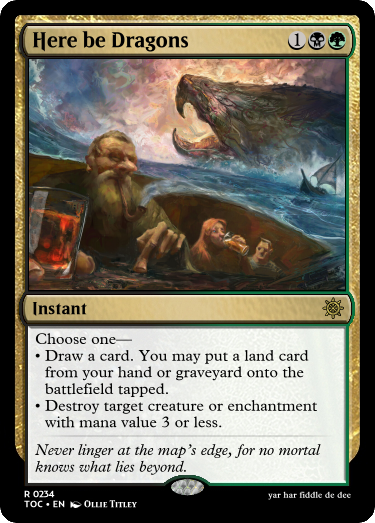 Here be Dragons 1
Instant
Choose one—
• Draw a card. You may put a land card
from your hand or graveyard onto the
battlefield tapped.
• Destroy target creature or enchantment
with mana value 3 or less.
Never linger at the map's edge, for no mortal
knows what lies beyond.
R 0234
TOC • EN Ollie Titley
yar har fiddle de dee